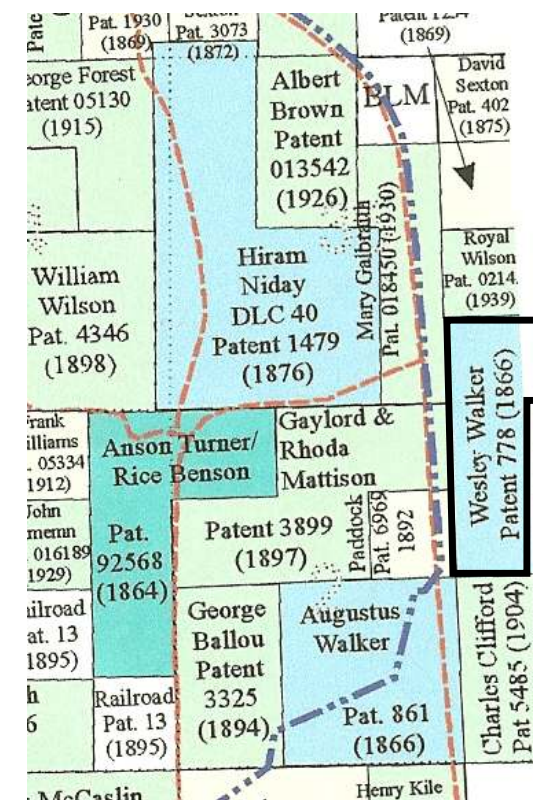 Pat. 1930
(1869)
Pat. 3073
(1872)
(1869)
eorge Forest
atent 05130
(1915)
Albert
Brown
Patent
013542
(1926)
BLM
David
Sexton
Pat. 402
(1875)
William
Wilson
Pat. 4346
(1898)
Hiram
Niday
DLC 40
Patent 1479
(1876)
Mary Galbraith
Pat. 018450 (1930)
Royal
Wilson
Pat. 0214.
(1939)
Wesley Walker
Patent 778 (1866)
Frank
illiams
. 05334
1912)
Anson Turner/
Rice Benson
Pat.
92568
(1864)
Gaylord &
Rhoda
Mattison
Patent 3899
(1897)
Paddock
Pat. 6969
1892
John
memn
016189
1929)
ailroad
at. 13
1895)
George
Ballou
Patent
3325
(1894)
Augustus
Walker
Pat. 861
(1866)
Charles Clifford
Pat 5485 (1904)
h
6
Railroad
Pat. 13
(1895)
McCaslin
Henry Kile